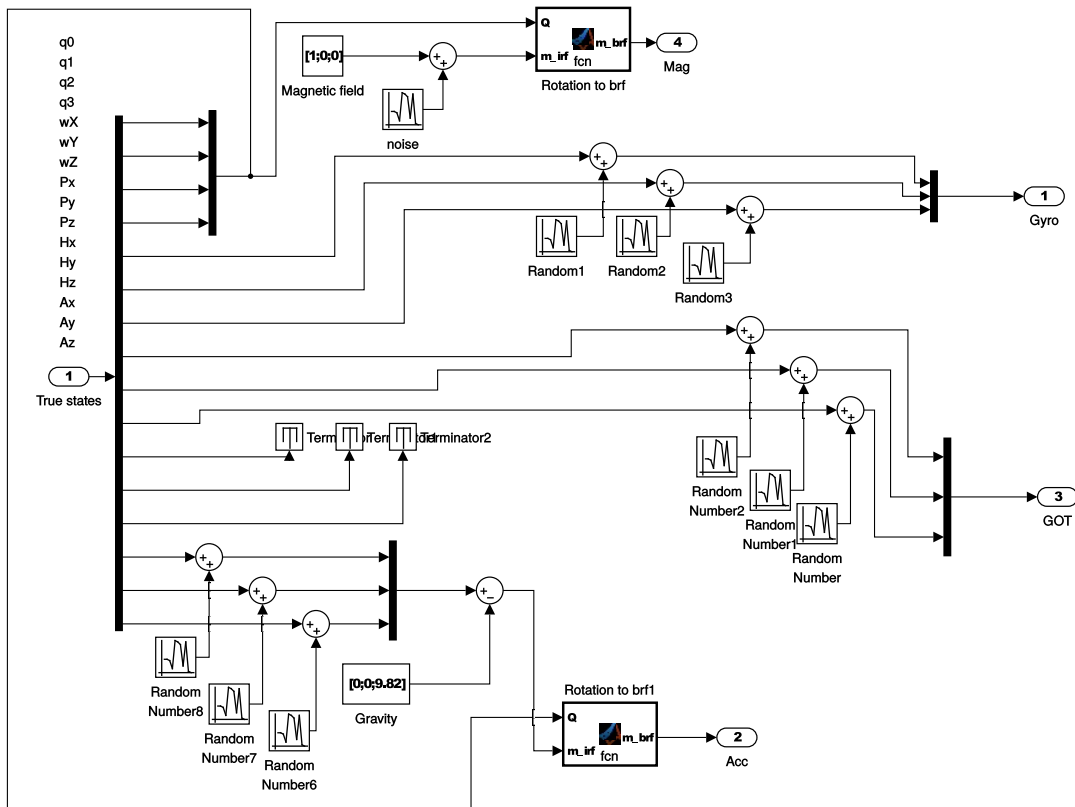 q0
q1
q2
q3
wX
wY
wZ
Px
Py
Pz
Hx
Hy
Hz
Ax
Ay
Az
1
True states
[1;0;0]
Magnetic field
+
+
noise
Q
m_irf
m_brf
fcn
Rotation to brf
4
Mag
+
+
+
+
+
+
Random1
Random2
Random3
1
Gyro
+
+
+
+
+
+
Terminator2
Random
Number2
Random
Number1
Random
Number
3
GOT
+
+
+
+
+
+
+
−
Random
Number8
Random
Number7
Random
Number6
[0;0;9.82]
Gravity
Rotation to brf1
Q
m_irf
m_brf
fcn
2
Acc